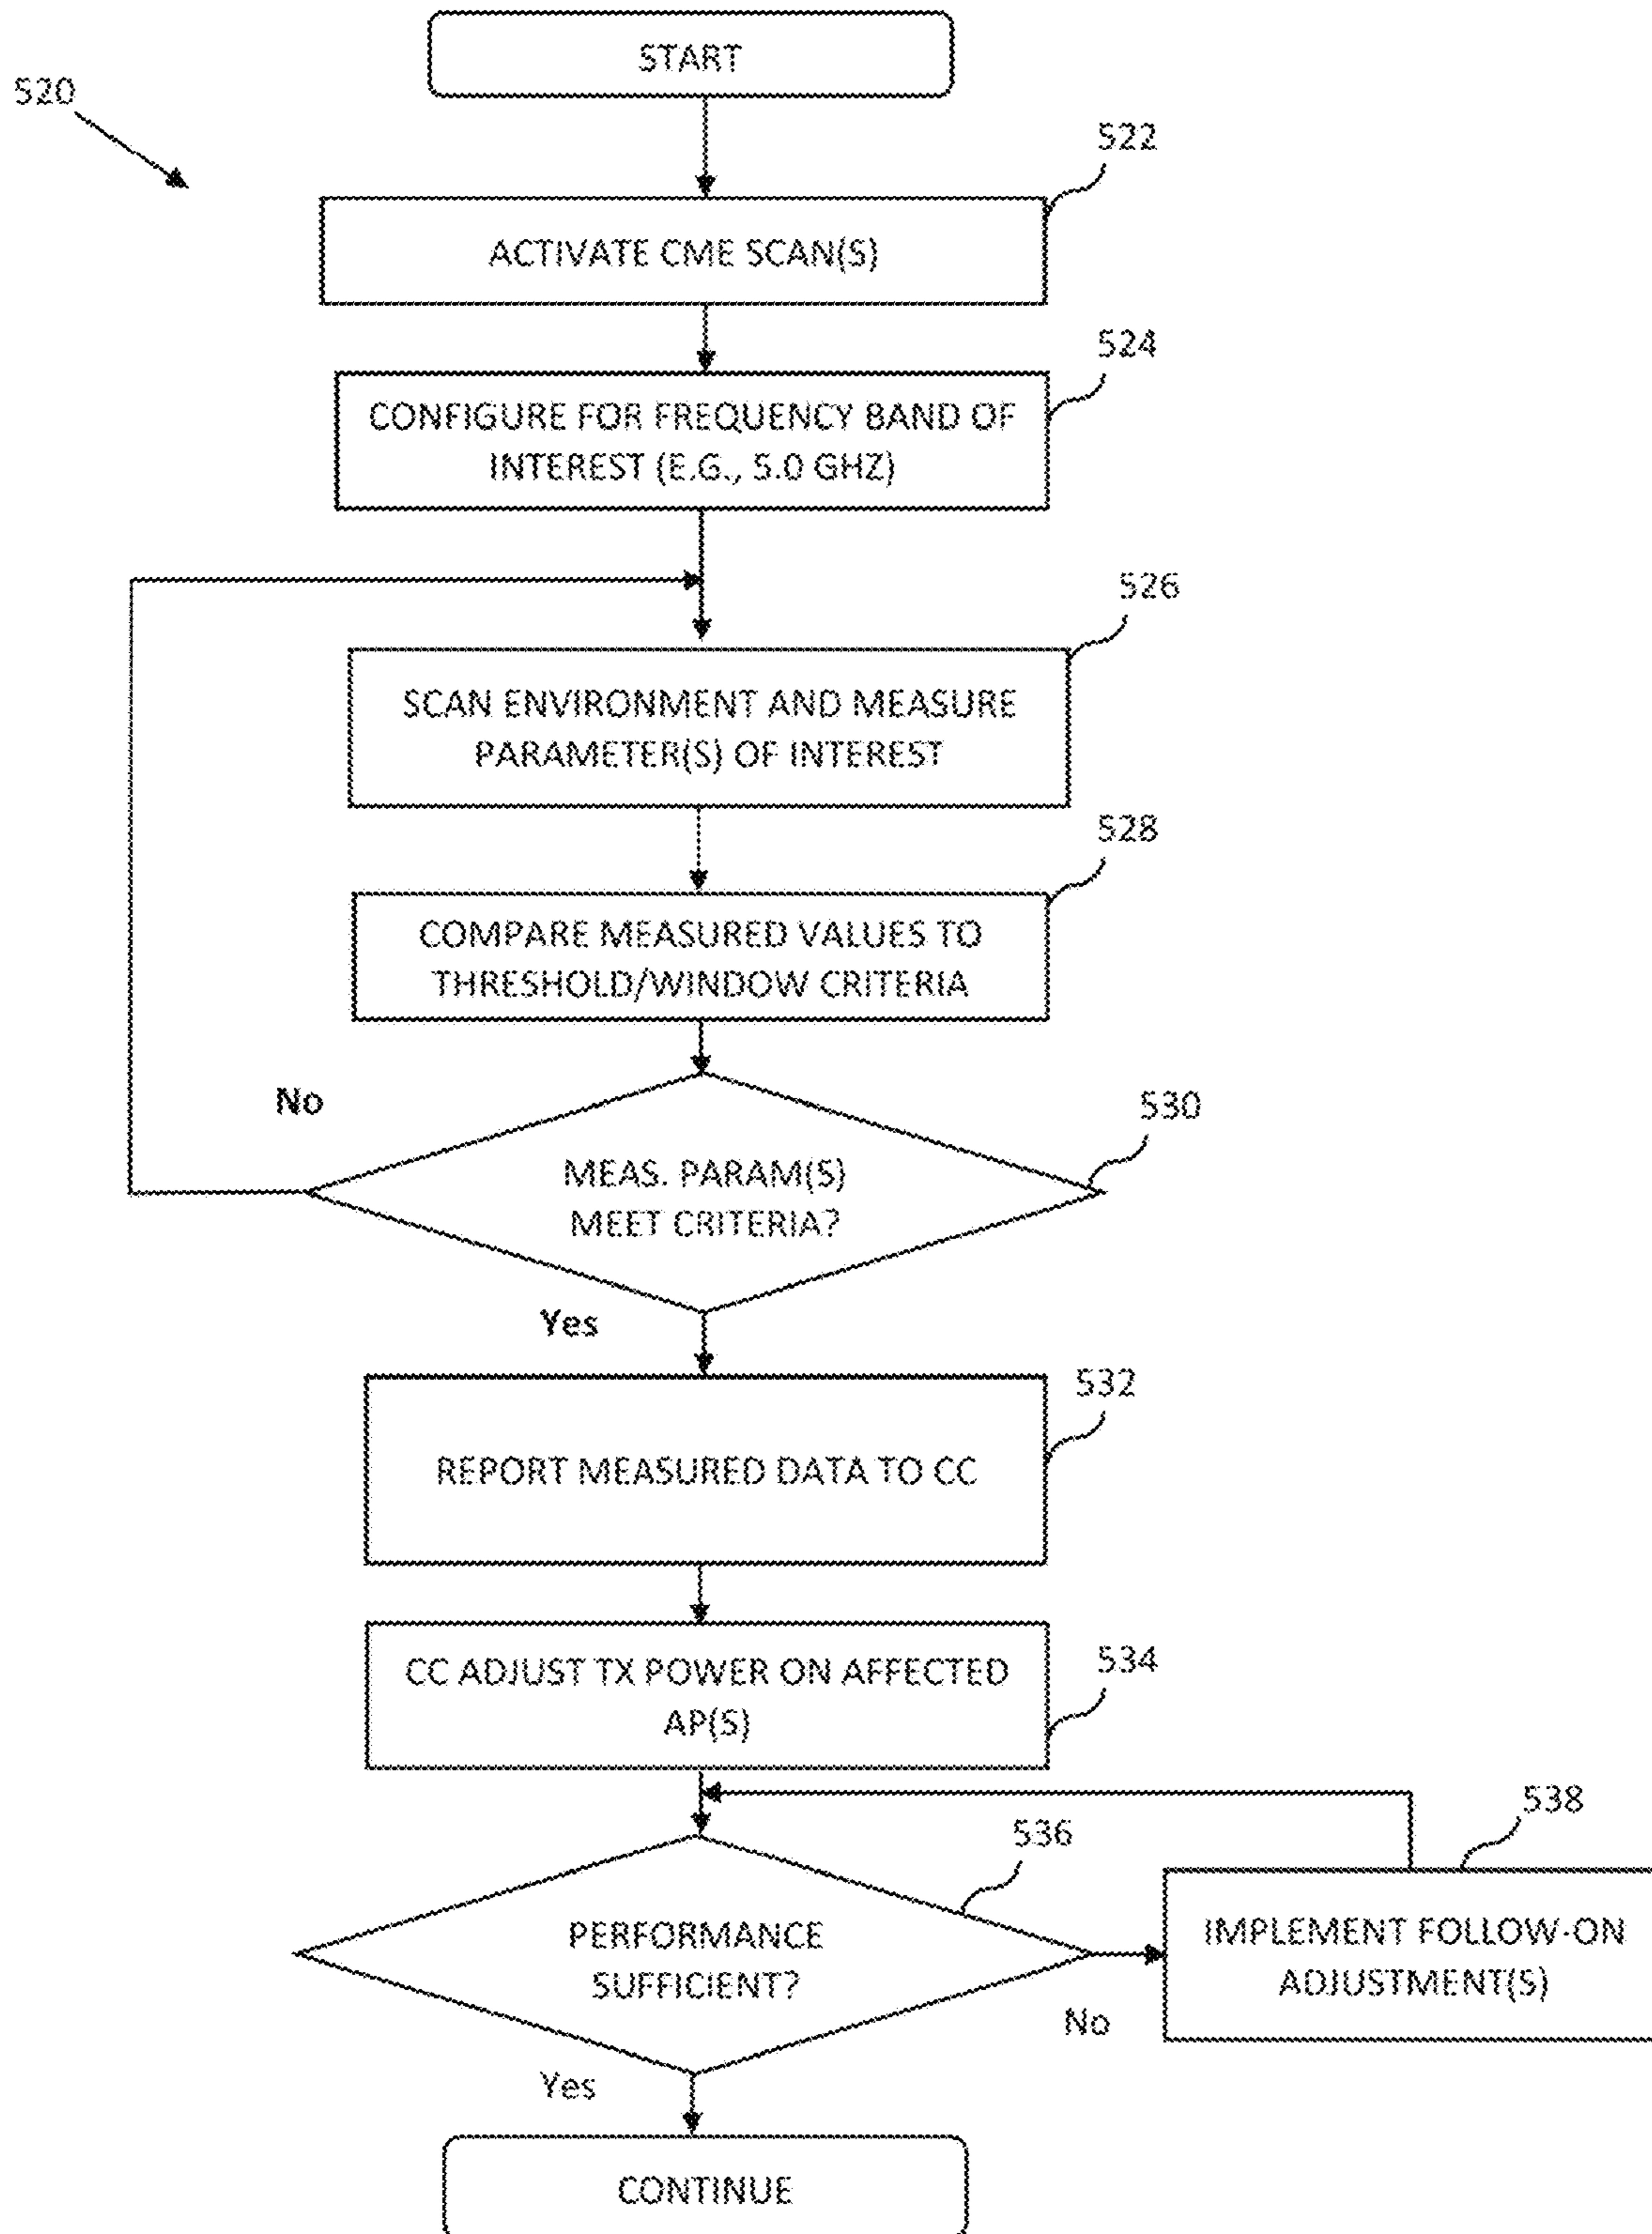 START
520
522
ACTIVATE CME SCAN(S)
524
CONFIGURE FOR FREQUENCY BAND OF
INTEREST (E.G., 5.0 GHZ)
526
SCAN ENVIRONMENT AND MEASURE
PARAMETER(S) OF INTEREST
528
COMPARE MEASURED VALUES TO
THRESHOLD/WINDOW CRITERIA
No
530
MEAS. PARAM(S)
MEET CRITERIA?
Yes
532
REPORT MEASURED DATA TO CC
534
CC ADJUST TX POWER ON AFFECTED
AP(S)
536
538
PERFORMANCE
SUFFICIENT?
IMPLEMENT FOLLOW-ON
ADJUSTMENT(S)
No
Yes
CONTINUE